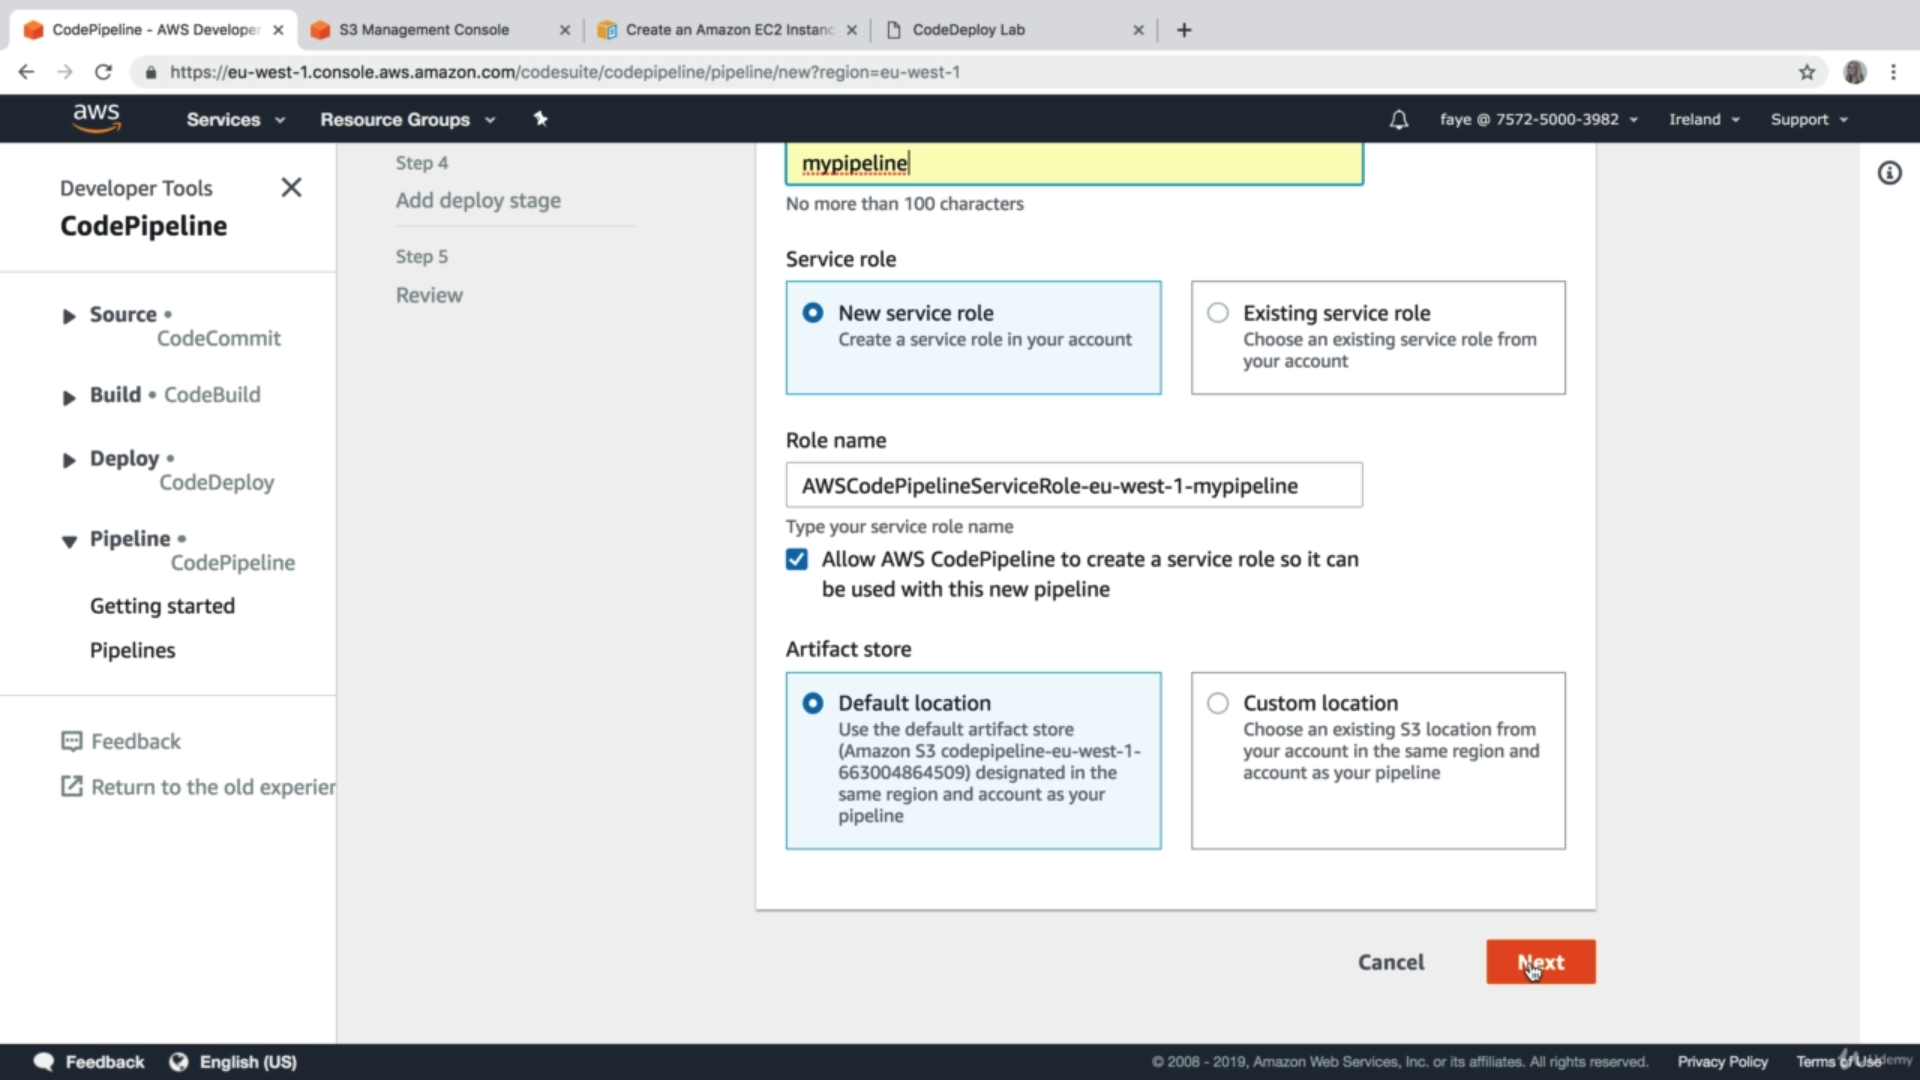 CodePipeline - AWS Developer
S3 Management Console
Create an Amazon EC2 Instanc
CodeDeploy Lab
https://eu-west-1.console.aws.amazon.com/codesuite/codepipeline/pipeline/new?region=eu-west-1
aws
Services
Resource Groups
faye @ 7572-5000-3982
Ireland
Support
Developer Tools
CodePipeline
Source •
CodeCommit
Build • CodeBuild
Deploy •
CodeDeploy
Pipeline •
CodePipeline
Getting started
Pipelines
Feedback
Return to the old experien
Step 4
Add deploy stage
Step 5
Review
mypipeline
No more than 100 characters
Service role
New service role
Create a service role in your account
Existing service role
Choose an existing service role from
your account
Role name
AWSCodePipelineServiceRole-eu-west-1-mypipeline
Type your service role name
Allow AWS CodePipeline to create a service role so it can
be used with this new pipeline
Artifact store
Default location
Use the default artifact store
(Amazon S3 codepipeline-eu-west-1-
663004864509) designated in the
same region and account as your
pipeline
Custom location
Choose an existing S3 location from
your account in the same region and
account as your pipeline
Cancel
Next
Feedback
English (US)
© 2008 - 2019, Amazon Web Services, Inc. or its affiliates. All rights reserved.
Privacy Policy
Terms of Use